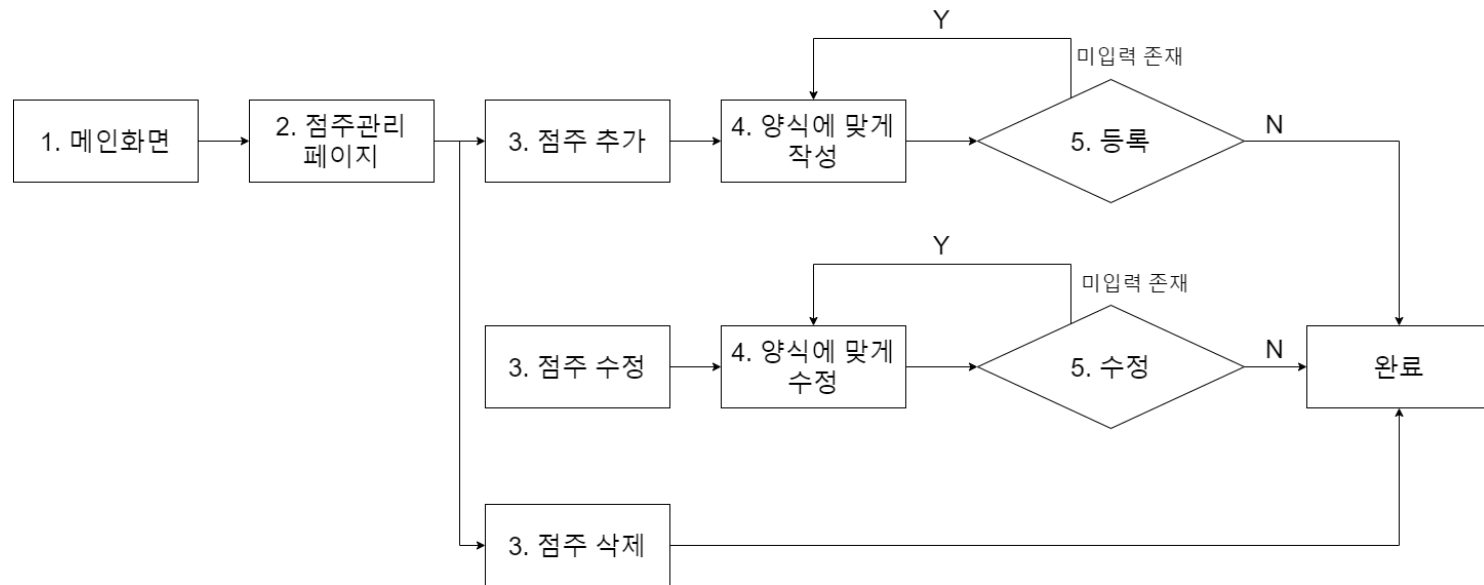 Y
미입력 존재
1. 메인화면
2. 점주관리
페이지
3. 점주 추가
4. 양식에 맞게
작성
5. 등록
N
Y
미입력 존재
3. 점주 수정
4. 양식에 맞게
수정
5. 수정
N
완료
3. 점주 삭제